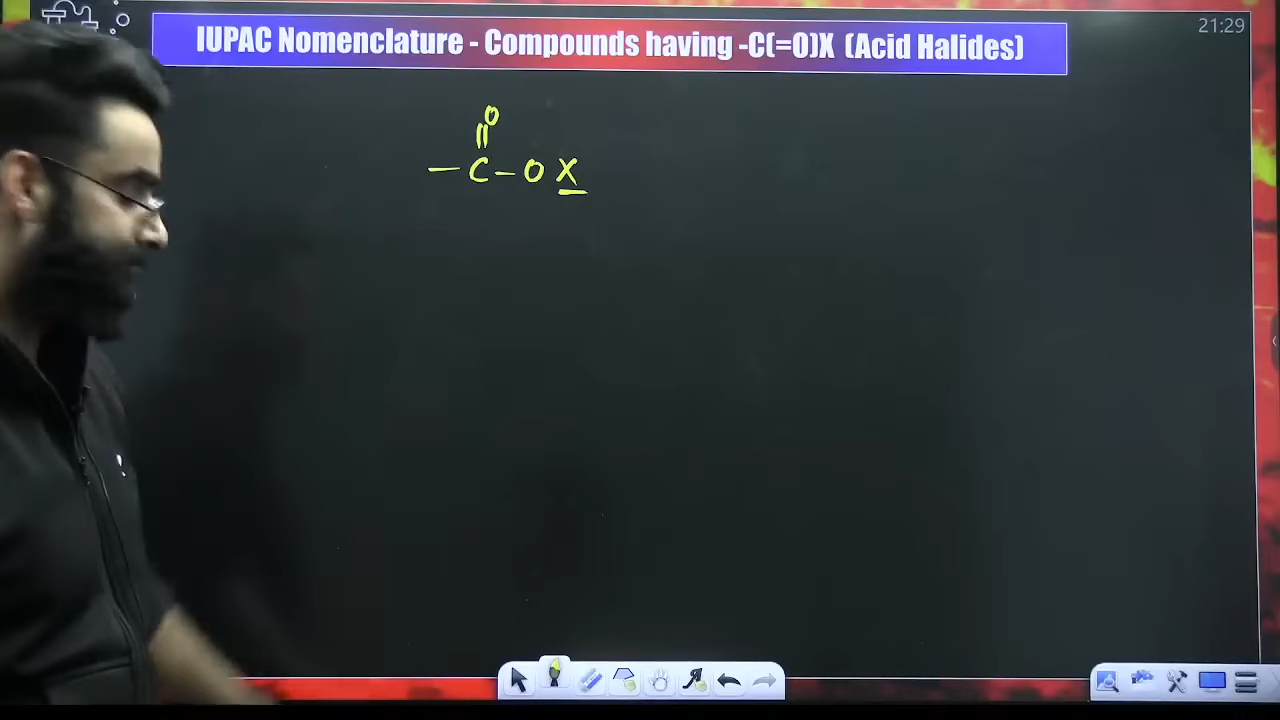 21:29
IUPAC Nomenclature - Compounds having -C(=O)X (Acid Halides)
O
||
— C — O X